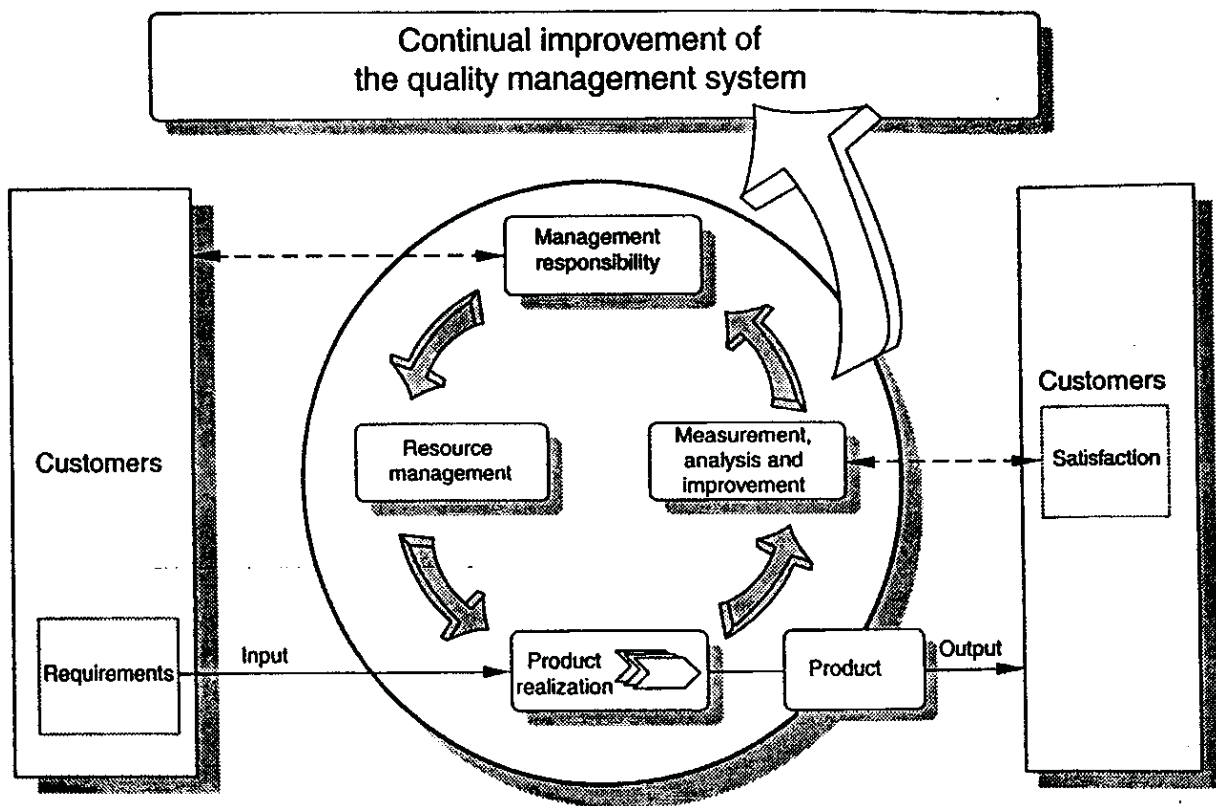 Continual improvement of
the quality management system
Management
responsibility
Customers
Resource
management
Measurement,
analysis and
improvement
Customers
Satisfaction
Requirements
Input
Product
realization
Product
Output